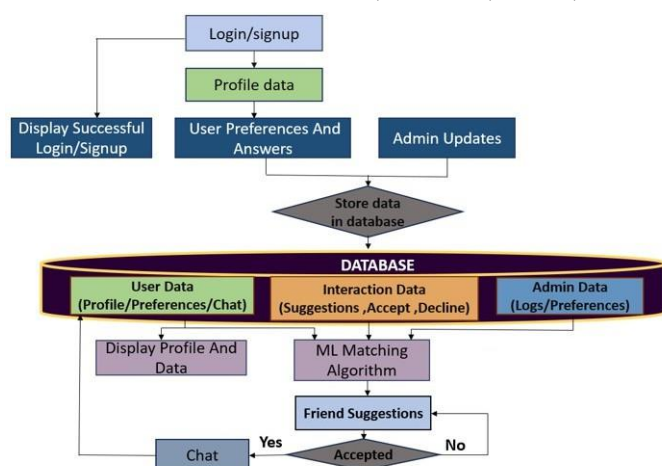 Login/signup
Profile data
Display Successful
Login/Signup
User Preferences And
Answers
Admin Updates
Store data
in database
DATABASE
User Data
(Profile/Preferences/Chat)
Interaction Data
(Suggestions ,Accept ,Decline)
Admin Data
(Logs/Preferences)
Display Profile And
Data
ML Matching
Algorithm
Friend Suggestions
Chat
Yes
Accepted
No